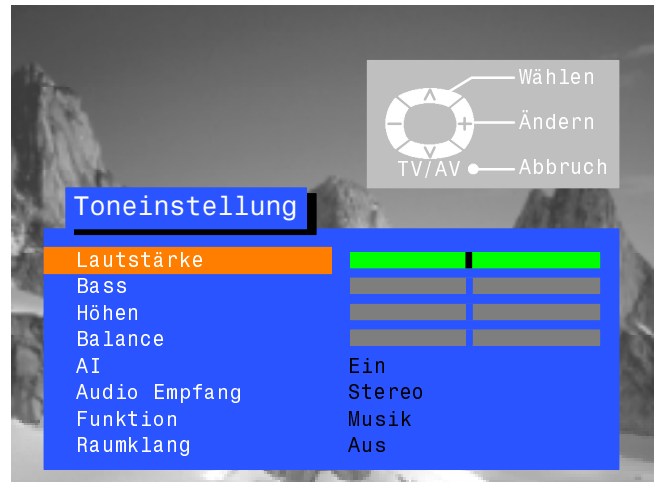 Wählen
Ändern
TV/AV Abbruch
Toneinstellung
Lautstärke
Bass
Höhen
Balance
AI Ein
Audio Empfang Stereo
Funktion Musik
Raumklang Aus